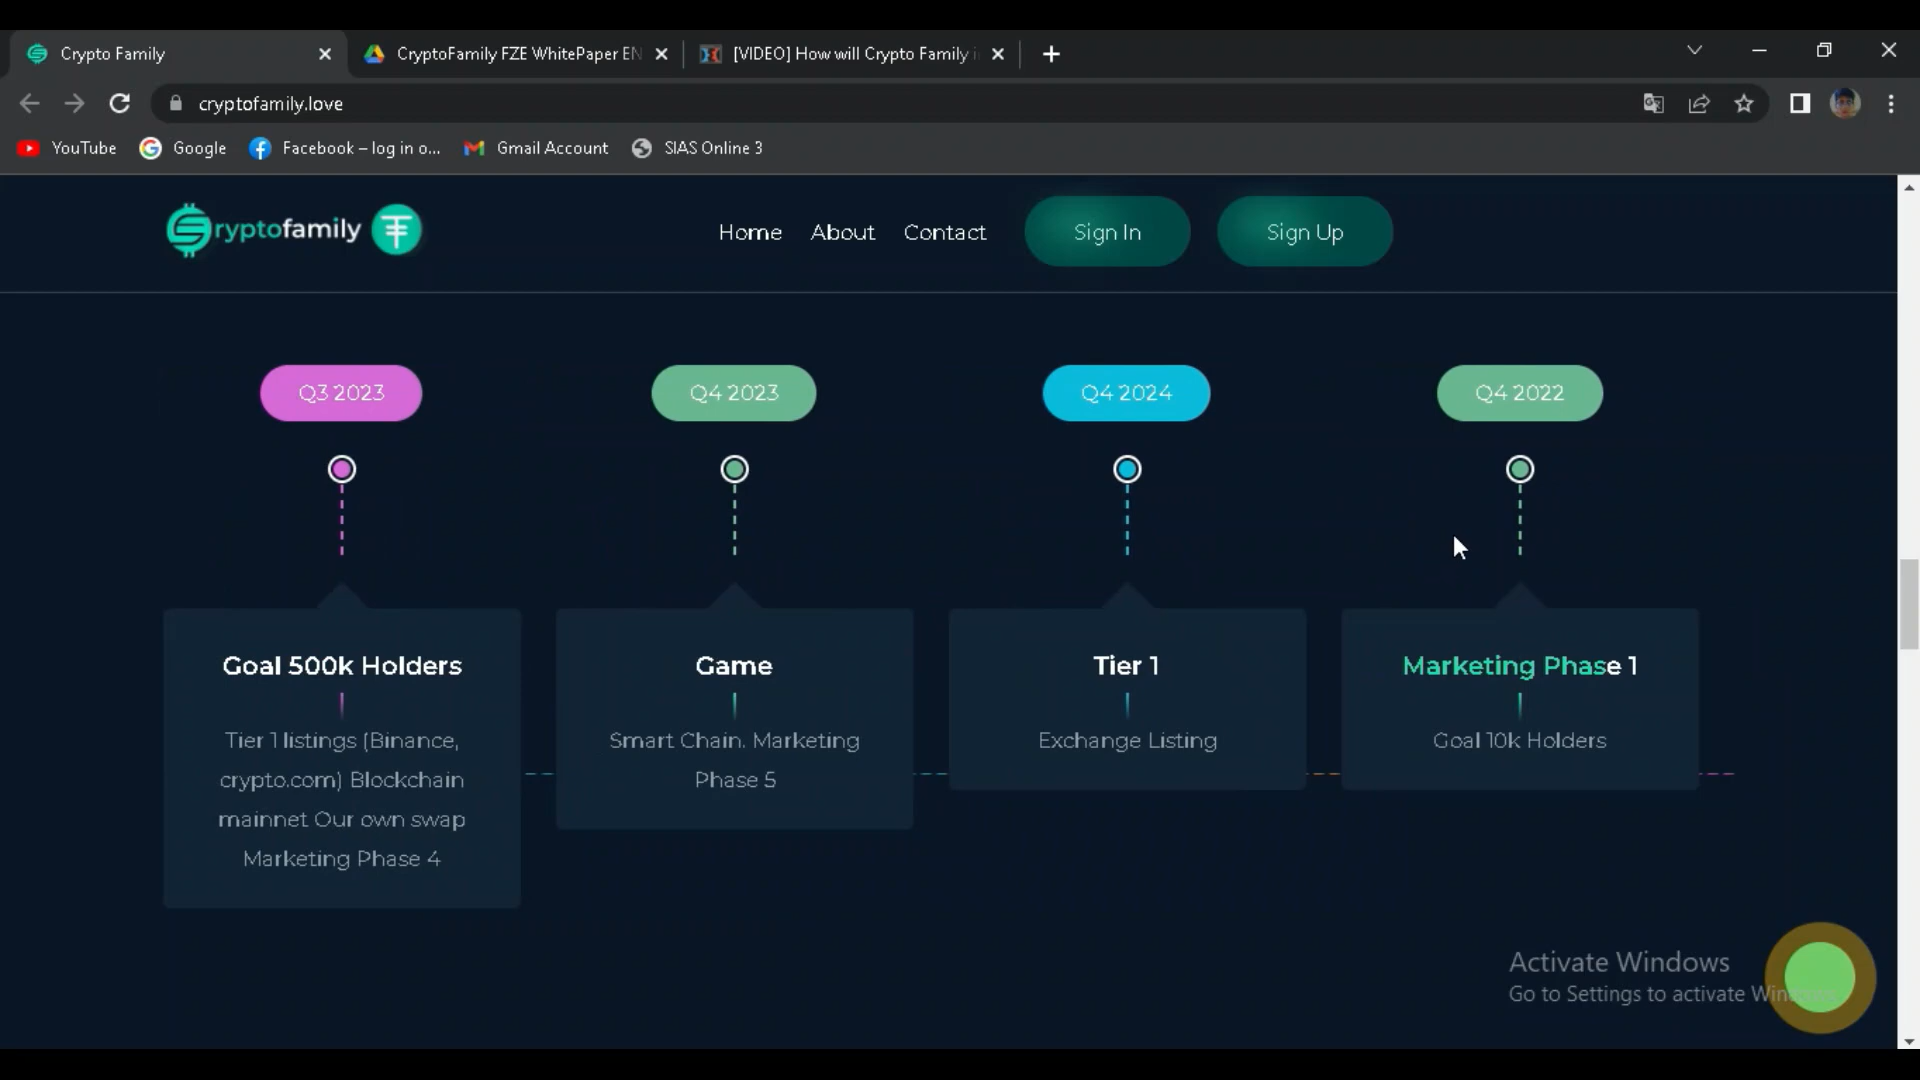 Crypto Family
CryptoFamily FZE WhitePaper EN
[VIDEO] How will Crypto Family i
cryptofamily.love
YouTube
Google
Facebook – log in o...
Gmail Account
SIAS Online 3
ryptofamily
Home
About
Contact
Sign In
Sign Up
Q3 2023
Q4 2023
Q4 2024
Q4 2022
Goal 500k Holders
Tier 1 listings (Binance,
crypto.com) Blockchain
mainnet Our own swap
Marketing Phase 4
Game
Smart Chain. Marketing
Phase 5
Tier 1
Exchange Listing
Marketing Phase 1
Goal 10k Holders
Activate Windows
Go to Settings to activate Windows.